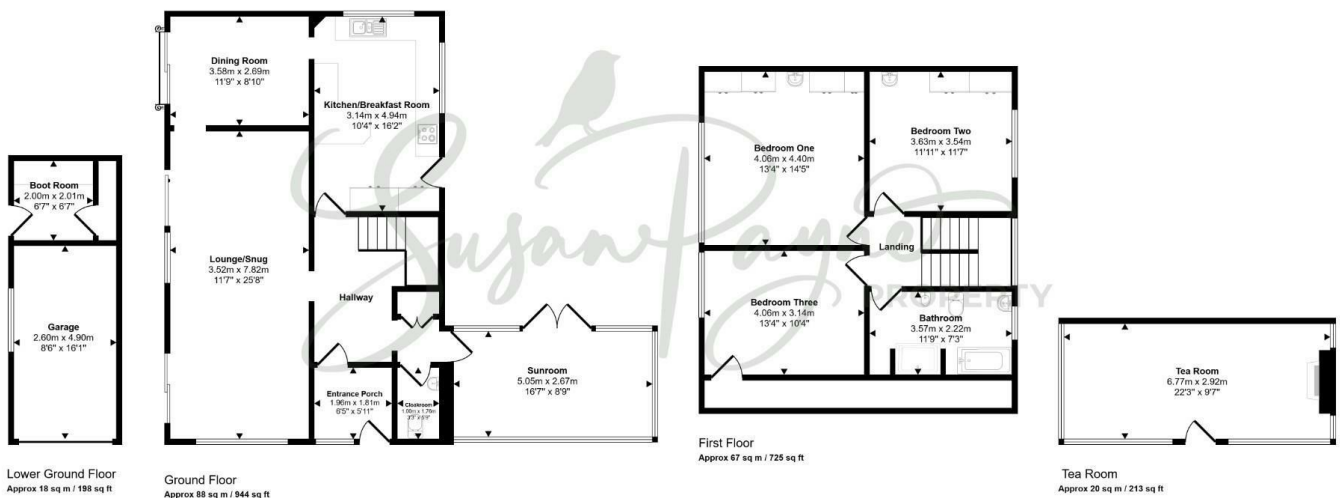 Boot Room
2.00m x 2.01m
6'7" x 6'7"
Garage
2.60m x 4.90m
8'6" x 16'1"
Lower Ground Floor
Approx 18 sq m / 198 sq ft
Dining Room
3.58m x 2.69m
11'9" x 8'10"
Kitchen/Breakfast Room
3.14m x 4.94m
10'4" x 16'2"
Lounge/Snug
3.52m x 7.82m
11'7" x 25'8"
Hallway
Entrance Porch
1.96m x 1.81m
6'5" x 5'11"
Cloakroom
Sunroom
5.05m x 2.67m
16'7" x 8'9"
Ground Floor
Approx 88 sq m / 944 sq ft
Bedroom One
4.06m x 4.40m
13'4" x 14'5"
Bedroom Two
3.63m x 3.54m
11'11" x 11'7"
Landing
Bedroom Three
4.06m x 3.14m
13'4" x 10'4"
Bathroom
3.57m x 2.22m
11'9" x 7'3"
First Floor
Approx 67 sq m / 725 sq ft
Tea Room
6.77m x 2.92m
22'3" x 9'7"
Tea Room
Approx 20 sq m / 213 sq ft
Susan Payne
PROPERTY